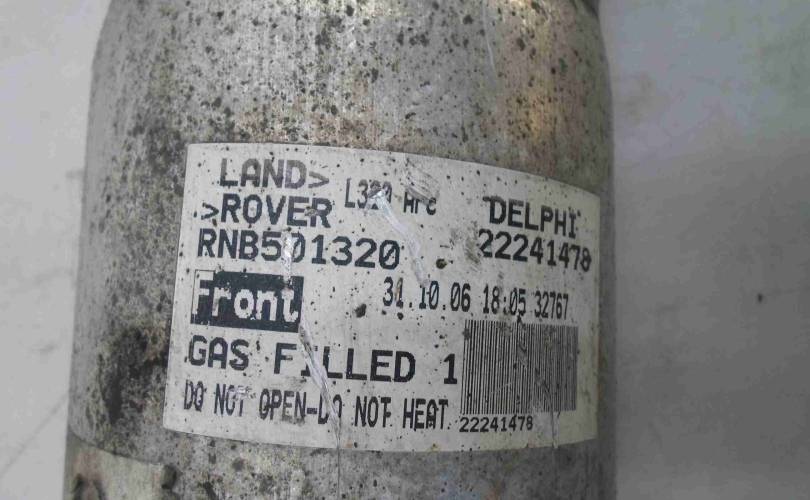 LAND>
>ROVER
DELPHI
RNB501320 22241478
Front 31.10.06 18:05 32767
GAS FILLED 1
DO NOT OPEN-DO NOT HEAT 22241478